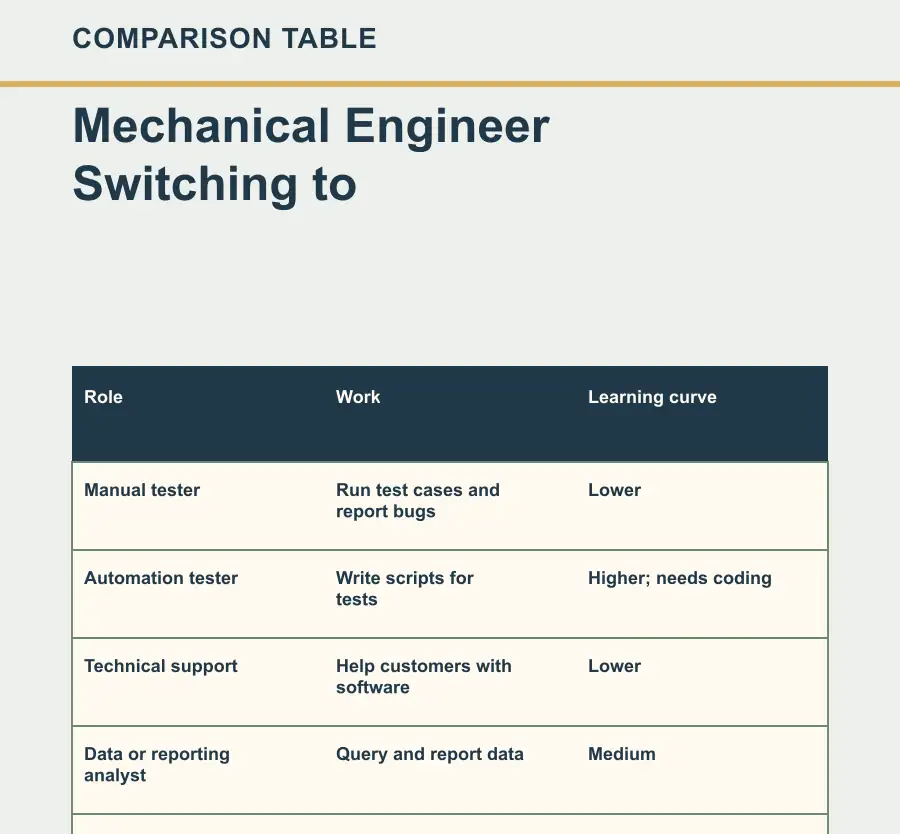 COMPARISON TABLE
Mechanical Engineer
Switching to
Role Work Learning curve
Manual tester Run test cases and Lower
report bugs
Automation tester Write scripts for Higher; needs coding
tests
Technical support Help customers with Lower
software
Data or reporting Query and report data Medium
analyst